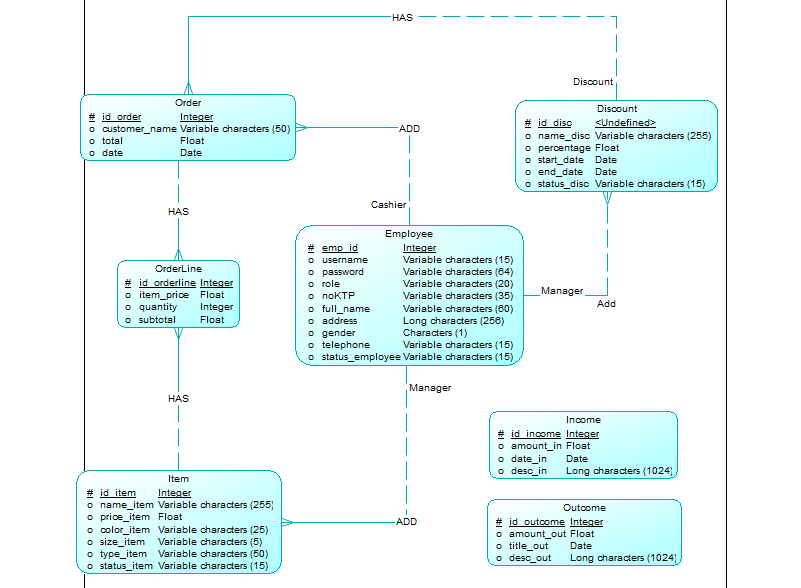 HAS
Discount
Order
# id_order Integer
o customer_name Variable characters (50)
o total Float
o date Date
Discount
# id_disc <Undefined>
o name_disc Variable characters (255)
o percentage Float
o start_date Date
o end_date Date
o status_disc Variable characters (15)
ADD
Cashier
HAS
Employee
# emp_id Integer
o username Variable characters (15)
o password Variable characters (64)
o role Variable characters (20)
o noKTP Variable characters (35)
o full_name Variable characters (60)
o address Long characters (256)
o gender Characters (1)
o telephone Variable characters (15)
o status_employee Variable characters (15)
OrderLine
# id_orderline Integer
o item_price Float
o quantity Integer
o subtotal Float
Manager
Add
Manager
HAS
Income
# id_income Integer
o amount_in Float
o date_in Date
o desc_in Long characters (1024)
Item
# id_item Integer
o name_item Variable characters (255)
o price_item Float
o color_item Variable characters (25)
o size_item Variable characters (5)
o type_item Variable characters (50)
o status_item Variable characters (15)
ADD
Outcome
# id_outcome Integer
o amount_out Float
o title_out Date
o desc_out Long characters (1024)